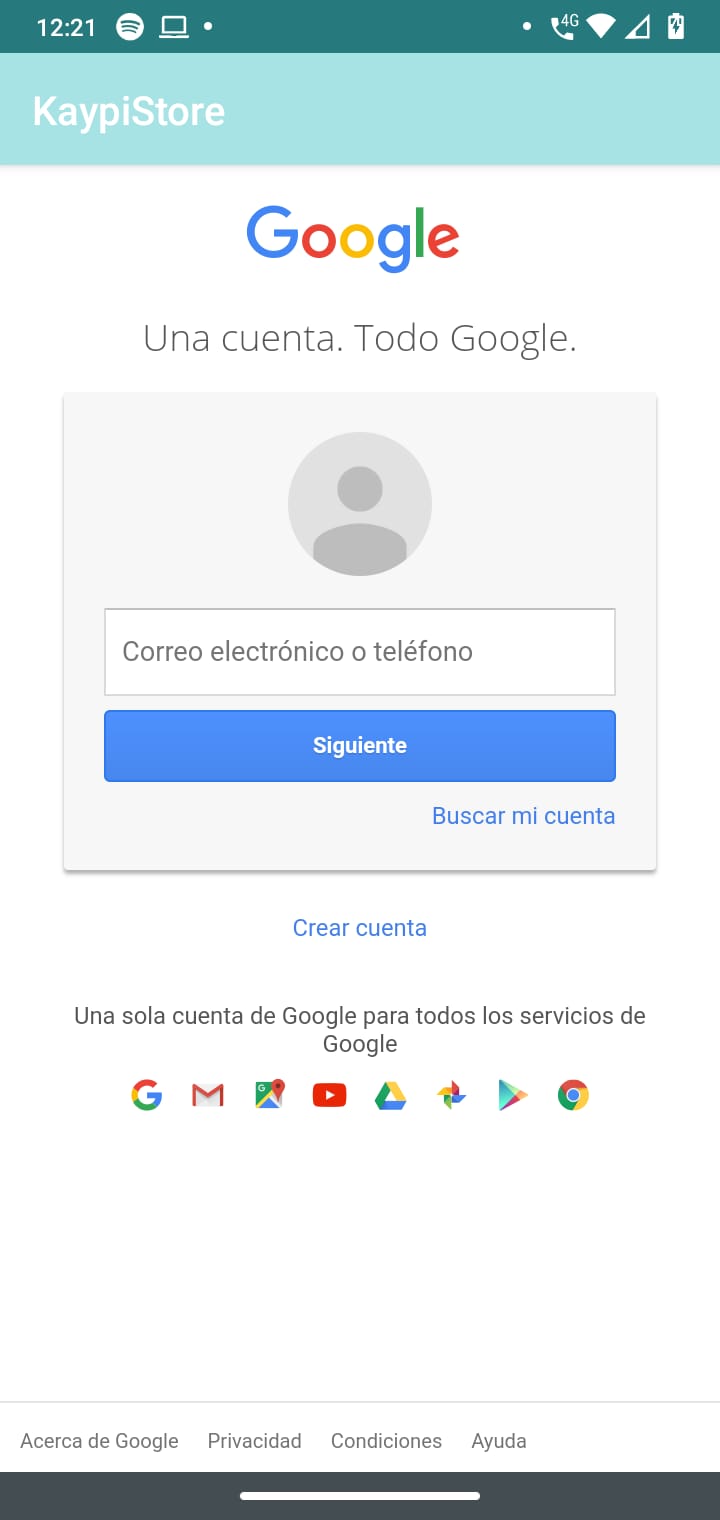 12:21
4G
KaypiStore
Google
Una cuenta. Todo Google.
Correo electrónico o teléfono
Siguiente
Buscar mi cuenta
Crear cuenta
Una sola cuenta de Google para todos los servicios de
Google
Acerca de Google Privacidad Condiciones Ayuda